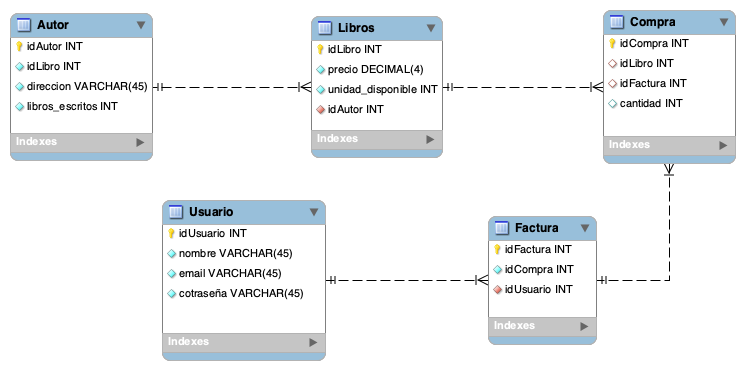 Autor
idAutor INT
idLibro INT
direccion VARCHAR(45)
libros_escritos INT
Indexes
Libros
idLibro INT
precio DECIMAL(4)
unidad_disponible INT
idAutor INT
Indexes
Compra
idCompra INT
idLibro INT
idFactura INT
cantidad INT
Indexes
Usuario
idUsuario INT
nombre VARCHAR(45)
email VARCHAR(45)
cotraseña VARCHAR(45)
Indexes
Factura
idFactura INT
idCompra INT
idUsuario INT
Indexes